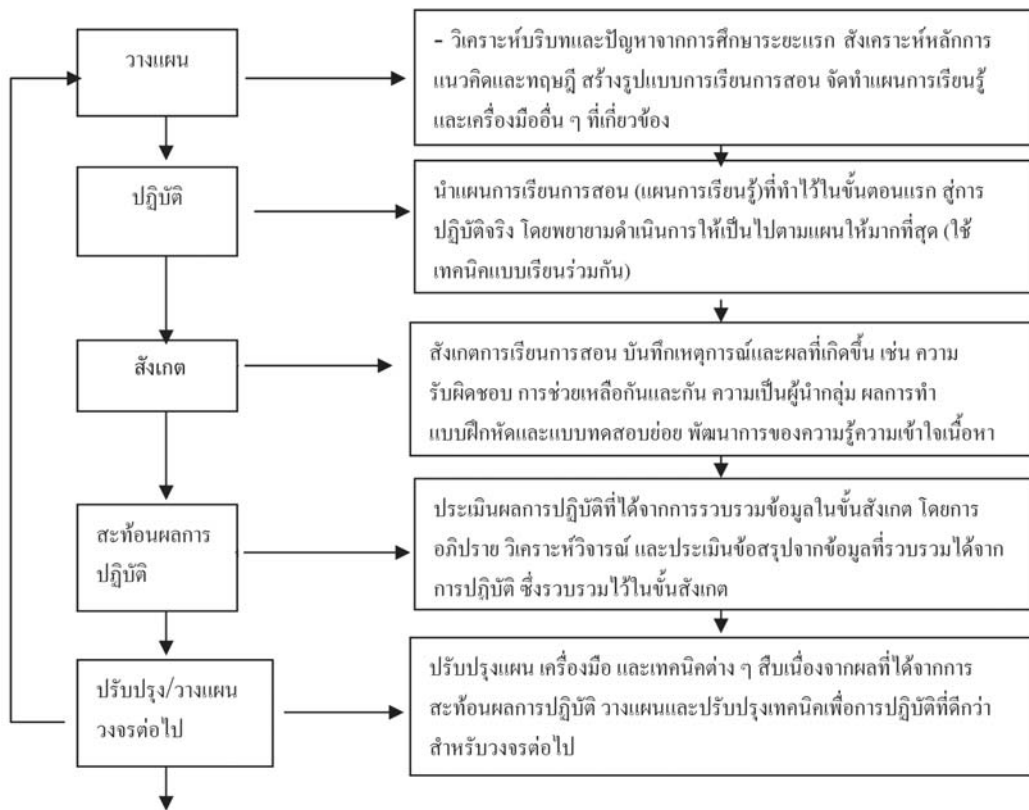 วางแผน
- วิเคราะห์บริบทและปัญหาจากการศึกษาระยะแรก สังเคราะห์หลักการ
แนวคิดและทฤษฎี สร้างรูปแบบการเรียนการสอน จัดทำแผนการเรียนรู้
และเครื่องมืออื่น ๆ ที่เกี่ยวข้อง
ปฏิบัติ
นำแผนการเรียนการสอน (แผนการเรียนรู้)ที่ทำไว้ในขั้นตอนแรก สู่การ
ปฏิบัติจริง โดยพยายามดำเนินการให้เป็นไปตามแผนให้มากที่สุด (ใช้
เทคนิคแบบเรียนร่วมกัน)
สังเกต
สังเกตการเรียนการสอน บันทึกเหตุการณ์และผลที่เกิดขึ้น เช่น ความ
รับผิดชอบ การช่วยเหลือกันและกัน ความเป็นผู้นำกลุ่ม ผลการทำ
แบบฝึกหัดและแบบทดสอบย่อย พัฒนาการของความรู้ความเข้าใจเนื้อหา
สะท้อนผลการ
ปฏิบัติ
ประเมินผลการปฏิบัติที่ได้จากการรวบรวมข้อมูลในขั้นสังเกต โดยการ
อภิปราย วิเคราะห์วิจารณ์ และประเมินข้อสรุปจากข้อมูลที่รวบรวมได้จาก
การปฏิบัติ ซึ่งรวบรวมไว้ในขั้นสังเกต
ปรับปรุง/วางแผน
วงจรต่อไป
ปรับปรุงแผน เครื่องมือ และเทคนิคต่าง ๆ สืบเนื่องจากผลที่ได้จากการ
สะท้อนผลการปฏิบัติ วางแผนและปรับปรุงเทคนิคเพื่อการปฏิบัติที่ดีกว่า
สำหรับวงจรต่อไป